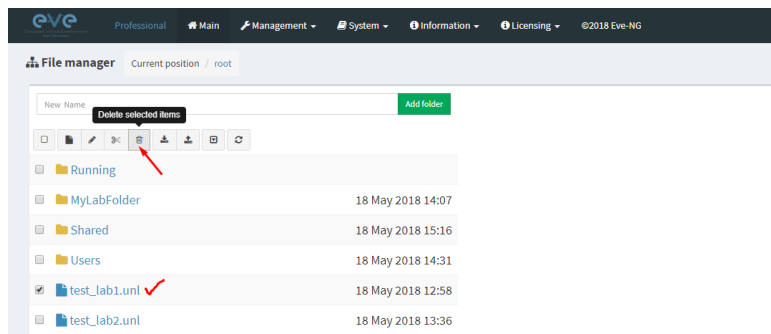 eve
Professional Main Management System Information Licensing ©2018 Eve-NG
File manager Current position / root
New Name Add folder
Delete selected items
Running
MyLabFolder 18 May 2018 14:07
Shared 18 May 2018 15:16
Users 18 May 2018 14:31
test_lab1.unl 18 May 2018 12:58
test_lab2.unl 18 May 2018 13:36